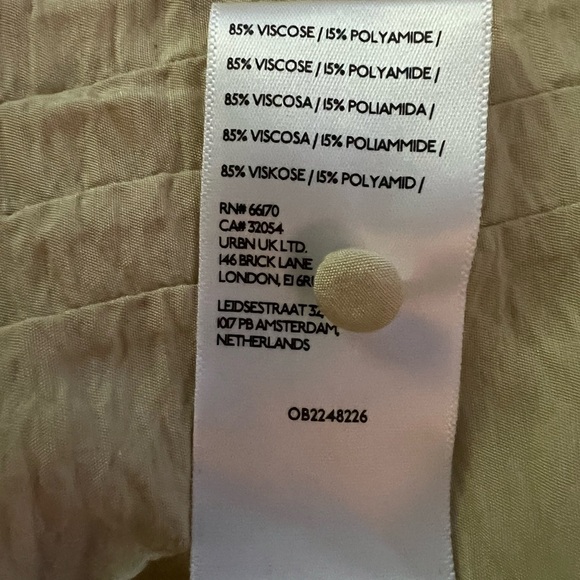 85% VISCOSE / 15% POLYAMIDE /
85% VISCOSE / 15% POLYAMIDE /
85% VISCOSA / 15% POLIAMIDA /
85% VISCOSA / 15% POLIAMMIDE /
85% VISKOSE / 15% POLYAMID /
RN# 66170
CA# 32054
URBN UK LTD.
146 BRICK LANE
LONDON, E1
LEIDSESTRAAT
1017 PB AMSTERDAM,
NETHERLANDS
OB2248226